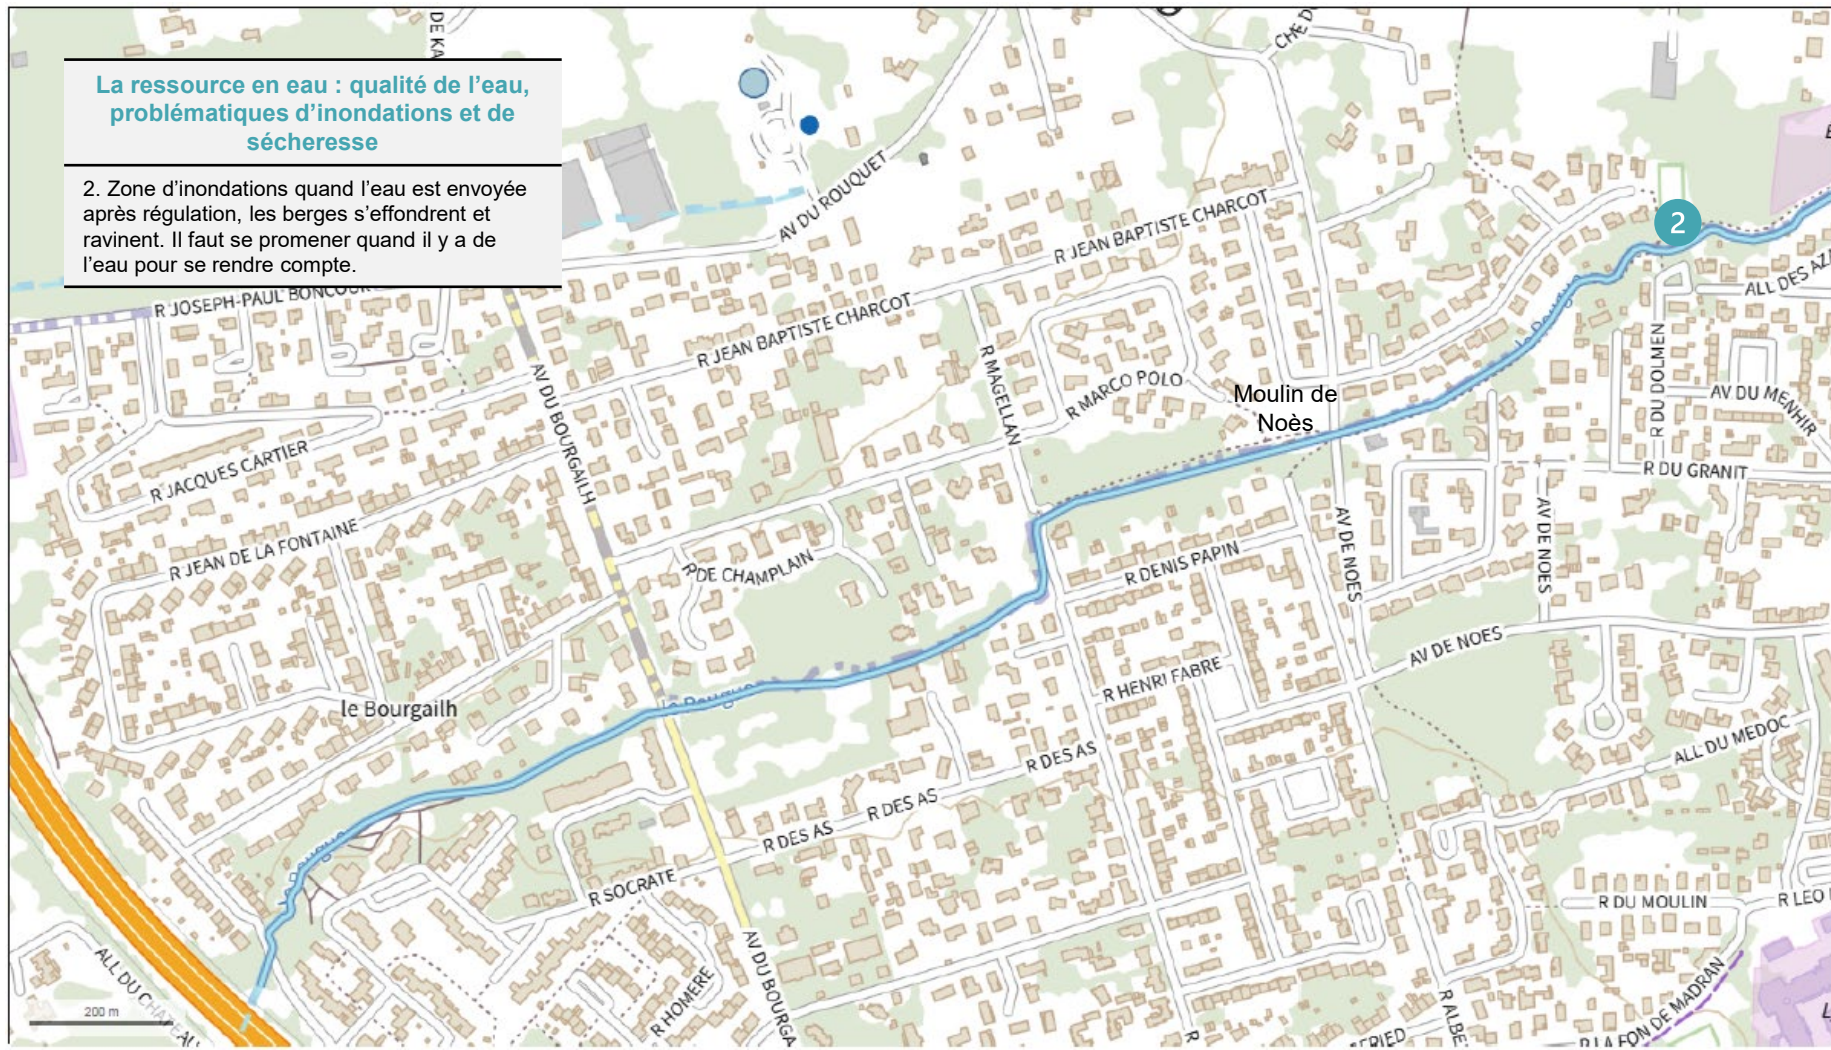 La ressource en eau : qualité de l'eau,
problématiques d'inondations et de
sécheresse
2. Zone d'inondations quand l'eau est envoyée
après régulation, les berges s'effondrent et
ravinent. Il faut se promener quand il y a de
l'eau pour se rendre compte.
DE KA
CHE D
AV DU ROUQUET
R JOSEPH-PAUL BONCOUR
R JEAN BAPTISTE CHARCOT
R JEAN BAPTISTE CHARCOT
2
ALL DES AZA
R DU DOLMEN
AV DU MENHIR
R DU GRANIT
R MAGELLAN
R MARCO POLO
Moulin de
Noès
AV DU BOURGAILH
R JACQUES CARTIER
R JEAN DE LA FONTAINE
R DE CHAMPLAIN
R DENIS PAPIN
AV DE NOES
AV DE NOES
AV DE NOES
R HENRI FABRE
le Bourgailh
R DES AS
R DES AS
R DES AS
ALL DU MEDOC
R SOCRATE
R DU MOULIN
R LEO
ALL DU CHATEAU
R HOMERE
AV DU BOURGA
R
FRIED
R ALBE
R LA FON DE MADRAN
200 m